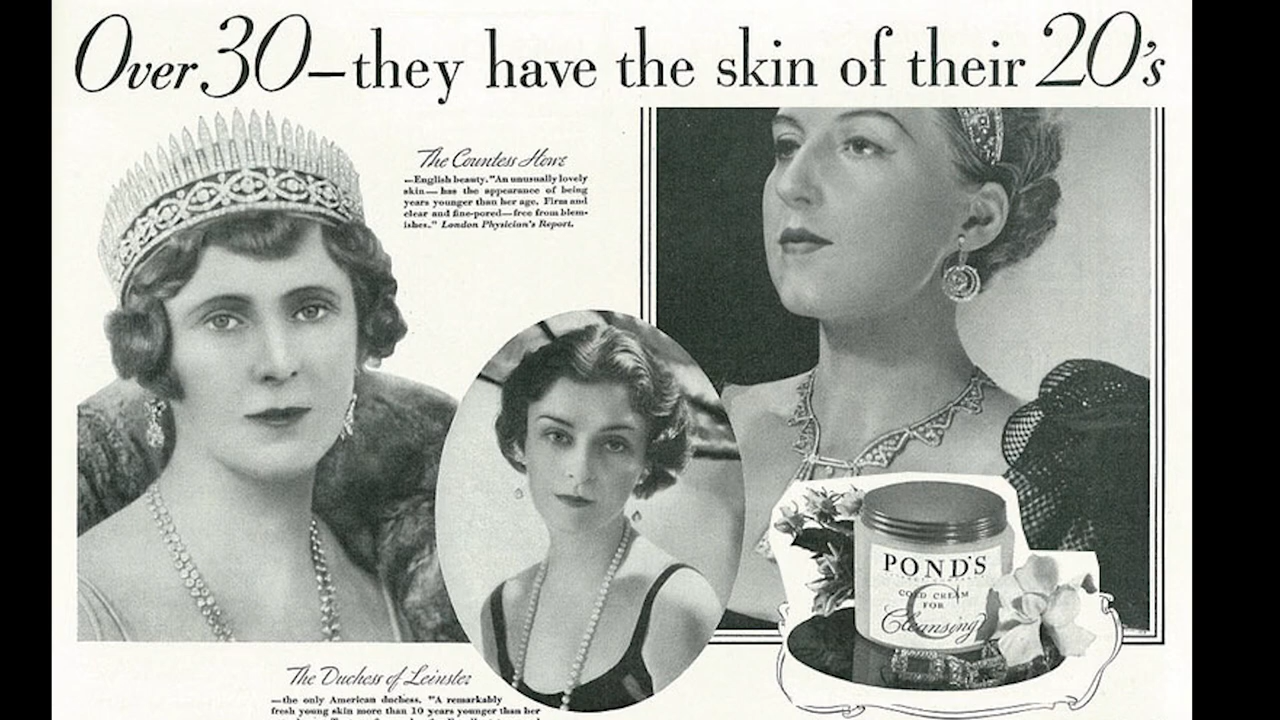 Over 30—they have the skin of their 20's
The Countess Howe
—English beauty. "An unusually lovely
skin—has the appearance of being
years younger than her age. Firm and
clear and fine-pored—free from blem-
ishes." London Physician's Report.
POND'S
COLD CREAM
FOR
Cleansing
The Duchess of Leinster
—the only American duchess. "A remarkably
fresh young skin more than 10 years younger than her